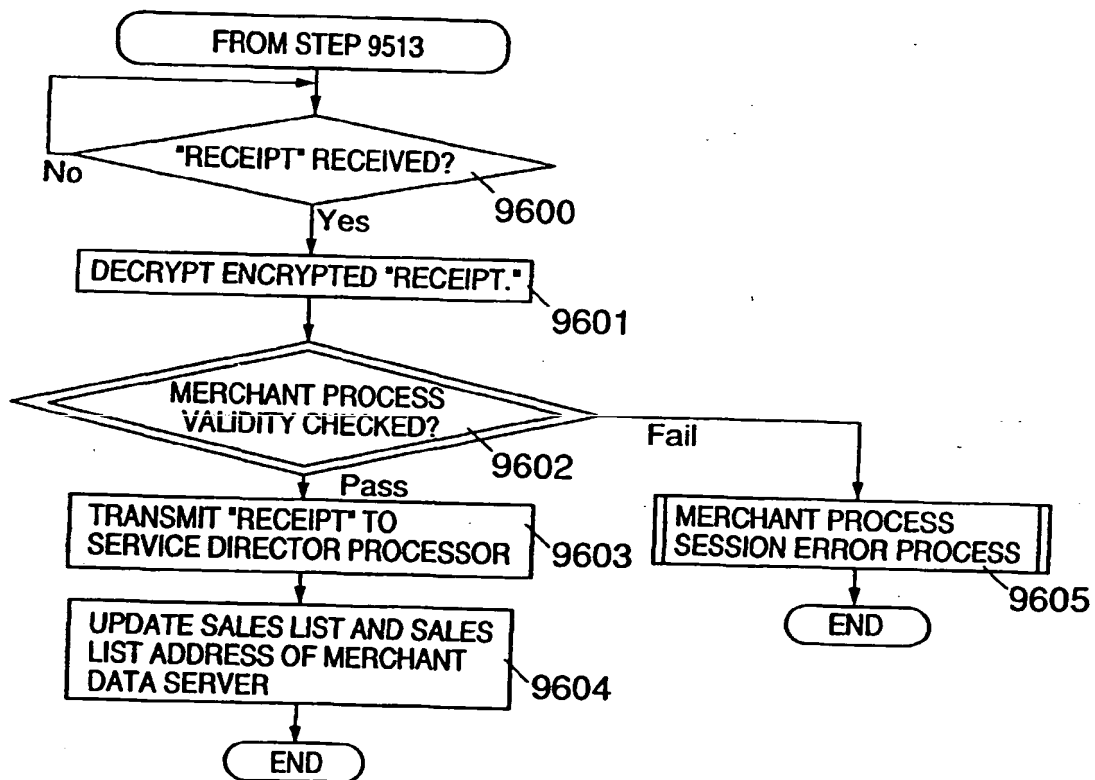 FROM STEP 9513
"RECEIPT" RECEIVED?
No
9600
Yes
DECRYPT ENCRYPTED "RECEIPT."
9601
MERCHANT PROCESS
VALIDITY CHECKED?
Fail
9602
Pass
TRANSMIT "RECEIPT" TO
SERVICE DIRECTOR PROCESSOR
9603
MERCHANT PROCESS
SESSION ERROR PROCESS
9605
END
UPDATE SALES LIST AND SALES
LIST ADDRESS OF MERCHANT
DATA SERVER
9604
END